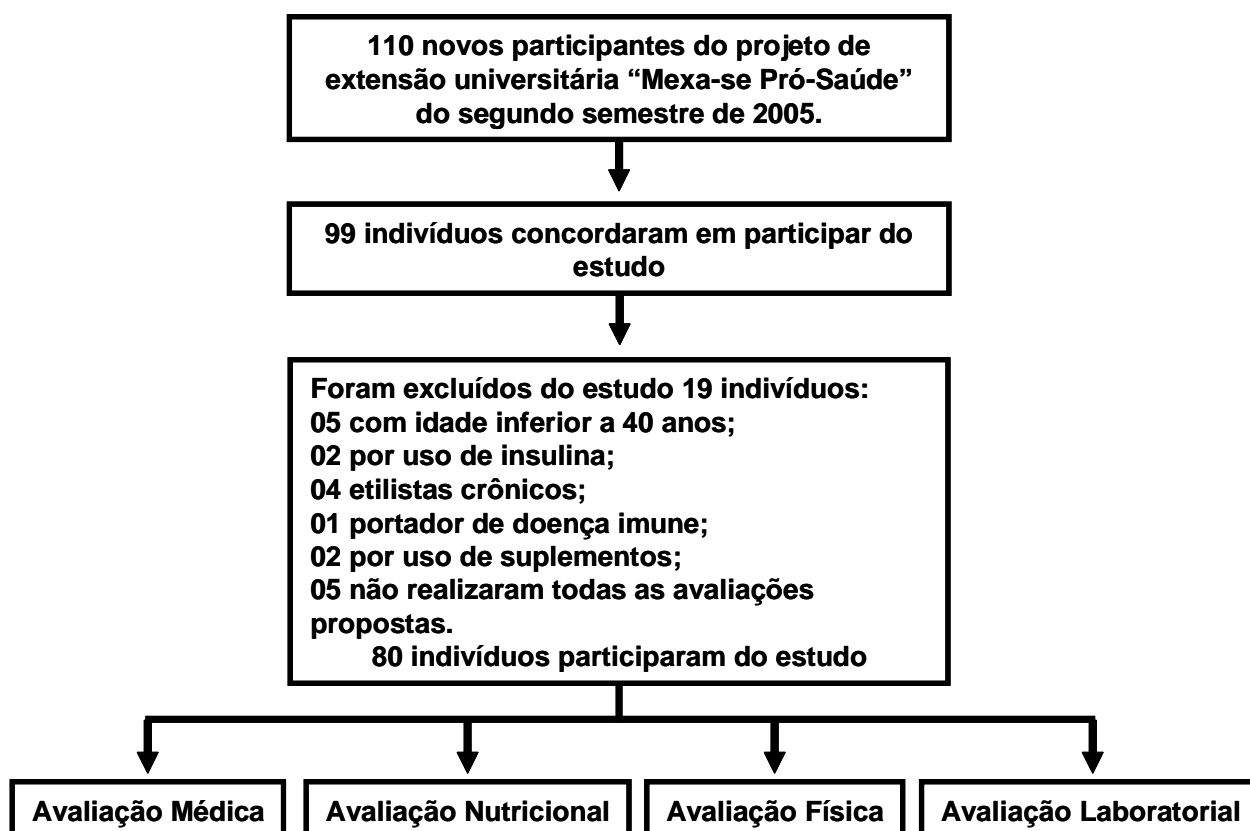 110 novos participantes do projeto de
extensão universitária “Mexa-se Pró-Saúde”
do segundo semestre de 2005.
99 indivíduos concordaram em participar do
estudo
Foram excluídos do estudo 19 indivíduos:
05 com idade inferior a 40 anos;
02 por uso de insulina;
04 etilistas crônicos;
01 portador de doença imune;
02 por uso de suplementos;
05 não realizaram todas as avaliações
propostas.
80 indivíduos participaram do estudo
Avaliação Médica
Avaliação Nutricional
Avaliação Física
Avaliação Laboratorial